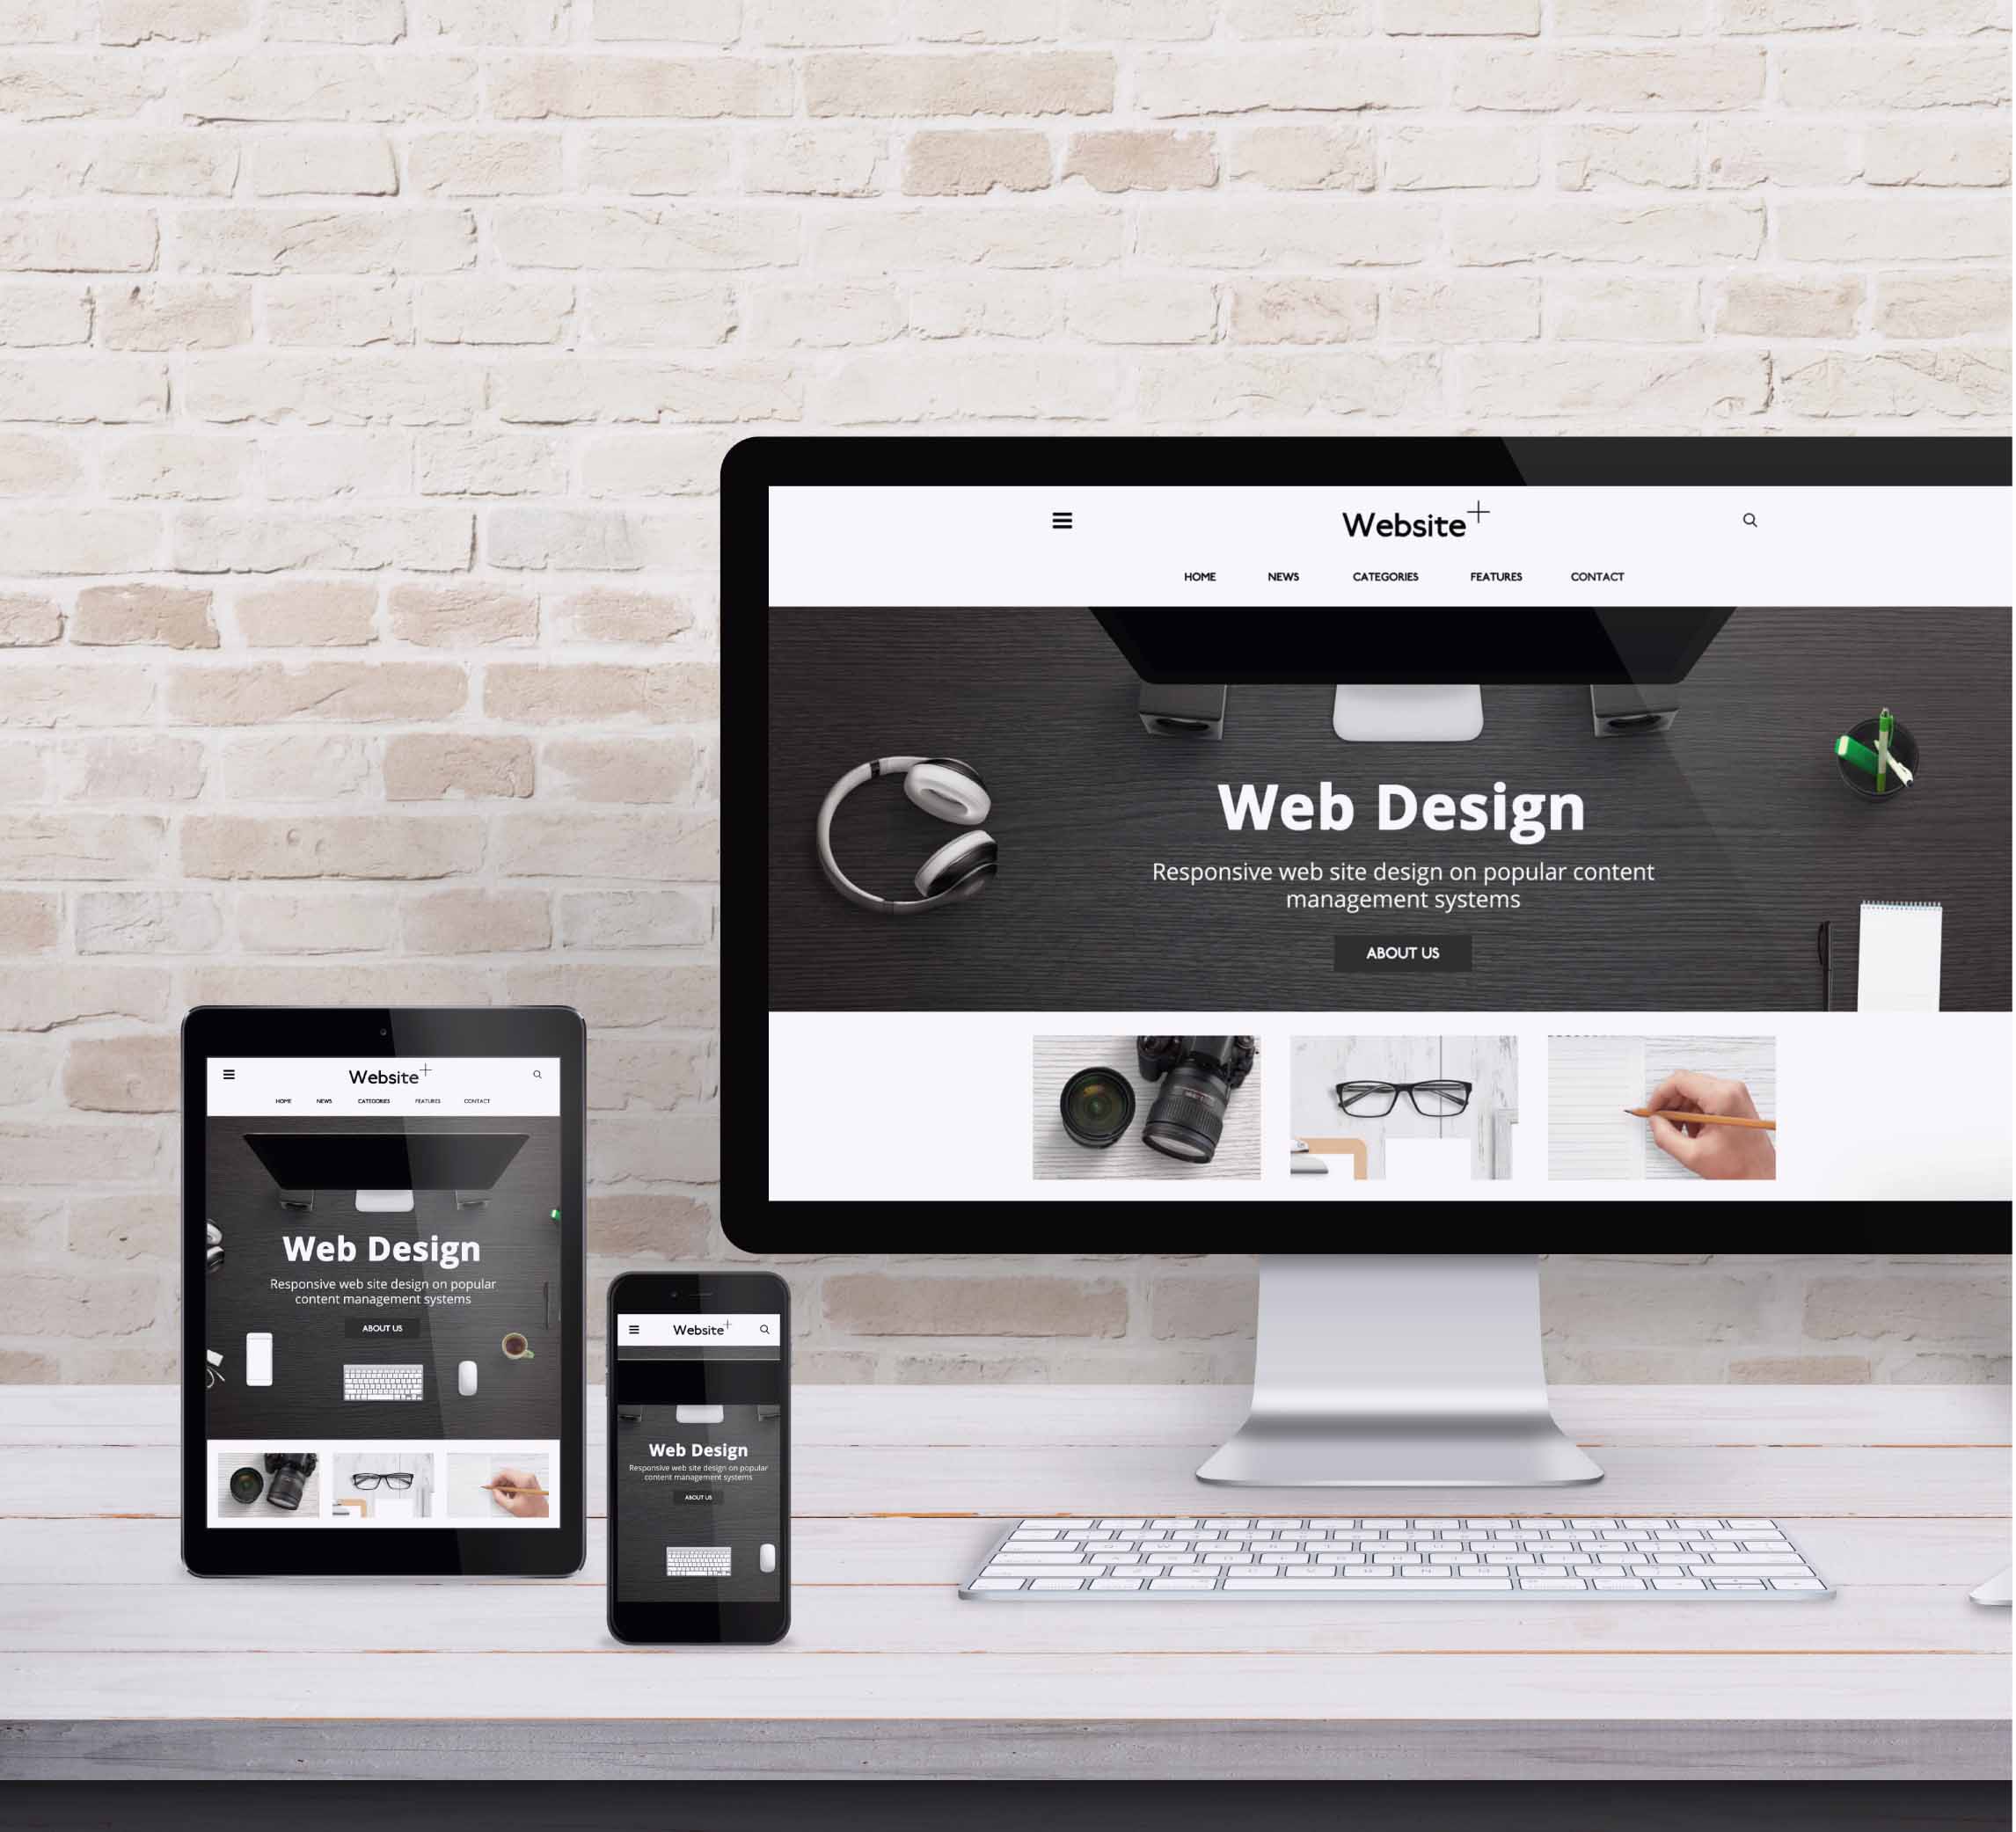 Website+
HOME NEWS CATEGORIES FEATURES CONTACT
Web Design
Responsive web site design on popular content
management systems
ABOUT US
Website+
HOME NEWS CATEGORIES FEATURES CONTACT
Web Design
Responsive web site design on popular
content management systems
ABOUT US
Website+
Web Design
Responsive web site design on popular
content management systems
ABOUT US